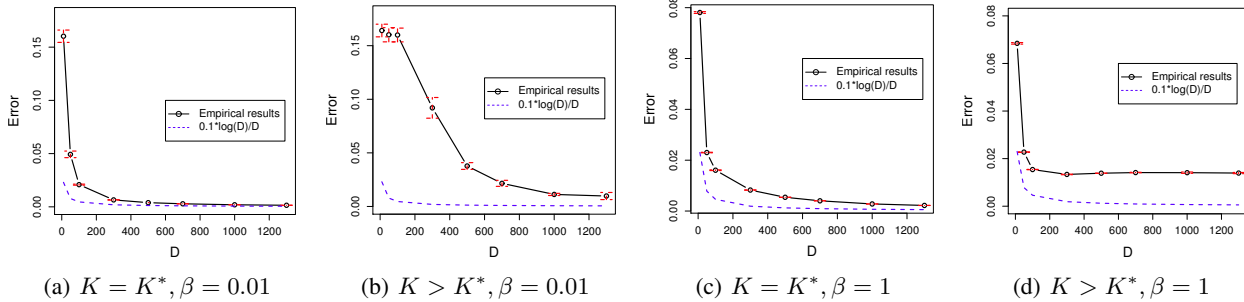 0.00 0.05 0.10 0.15
Error
Empirical results
0.1*log(D)/D
0 200 400 600 800 1000 1200
D
(a) K = K*, β = 0.01
0.00 0.05 0.10 0.15
Error
Empirical results
0.1*log(D)/D
0 200 400 600 800 1000 1200
D
(b) K > K*, β = 0.01
0.00 0.02 0.04 0.06 0.08
Error
Empirical results
0.1*log(D)/D
0 200 400 600 800 1000 1200
D
(c) K = K*, β = 1
0.00 0.02 0.04 0.06 0.08
Error
Empirical results
0.1*log(D)/D
0 200 400 600 800 1000 1200
D
(d) K > K*, β = 1